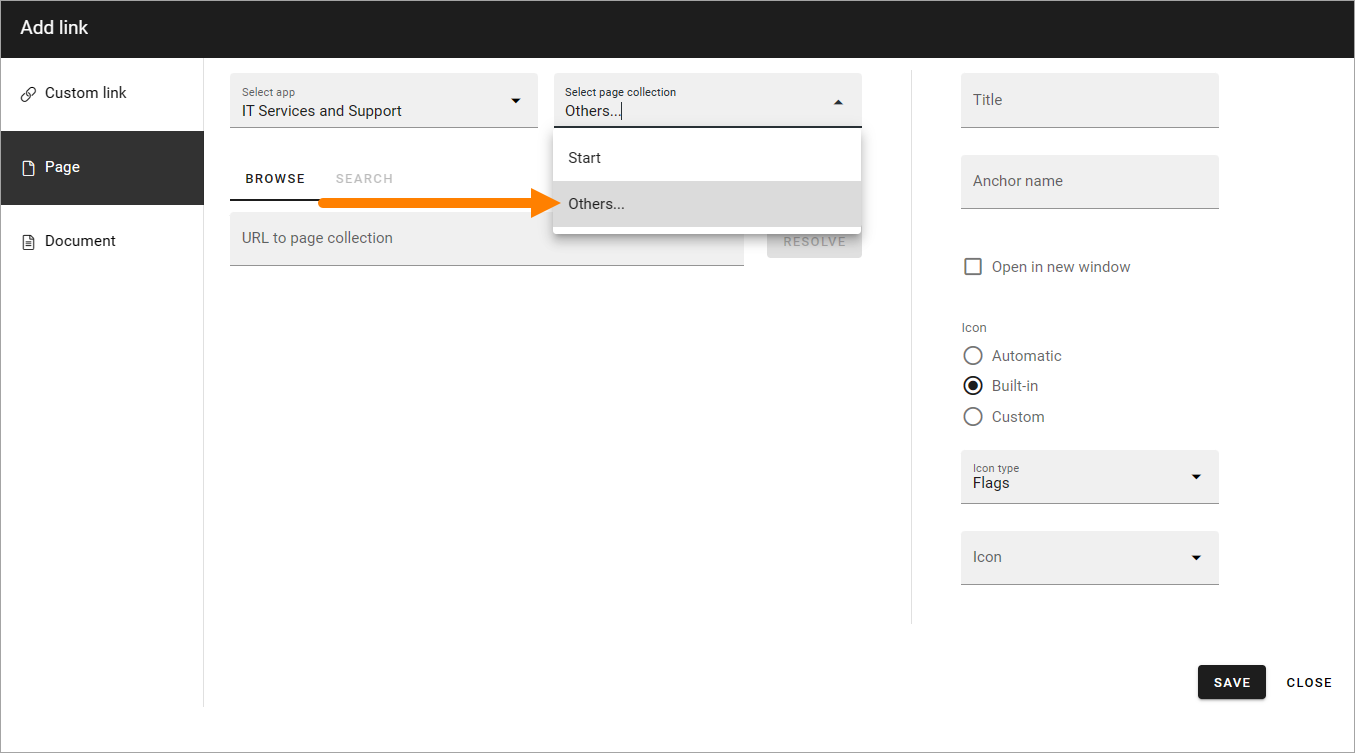 Add link
Custom link
Page
Document
Select app
IT Services and Support
Select page collection
Others...
Start
Others...
BROWSE
SEARCH
URL to page collection
RESOLVE
Title
Anchor name
Open in new window
Icon
Automatic
Built-in
Custom
Icon type
Flags
Icon
SAVE
CLOSE